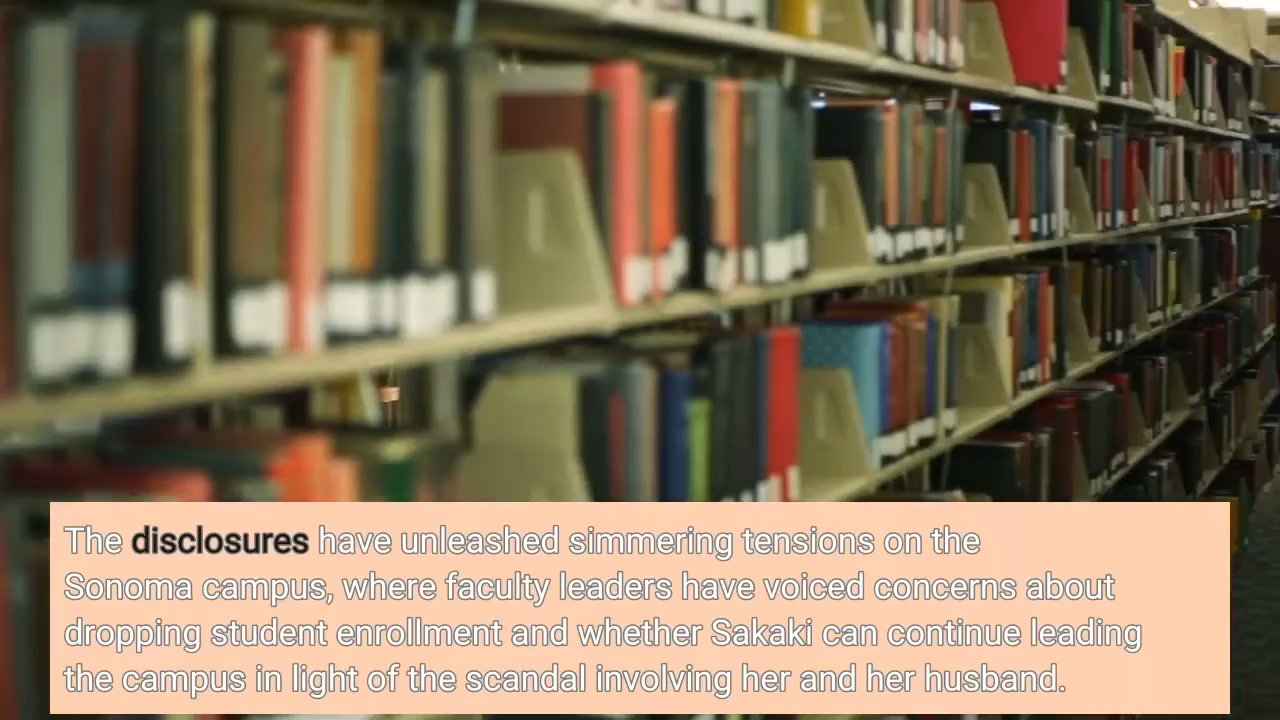 The disclosures have unleashed simmering tensions on the
Sonoma campus, where faculty leaders have voiced concerns about
dropping student enrollment and whether Sakaki can continue leading
the campus in light of the scandal involving her and her husband.